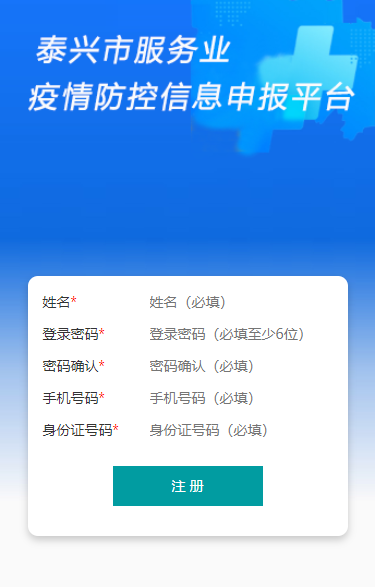 泰兴市服务业
疫情防控信息申报平台
姓名* 姓名（必填）
登录密码* 登录密码（必填至少6位）
密码确认* 密码确认（必填）
手机号码* 手机号码（必填）
身份证号码* 身份证号码（必填）
注 册